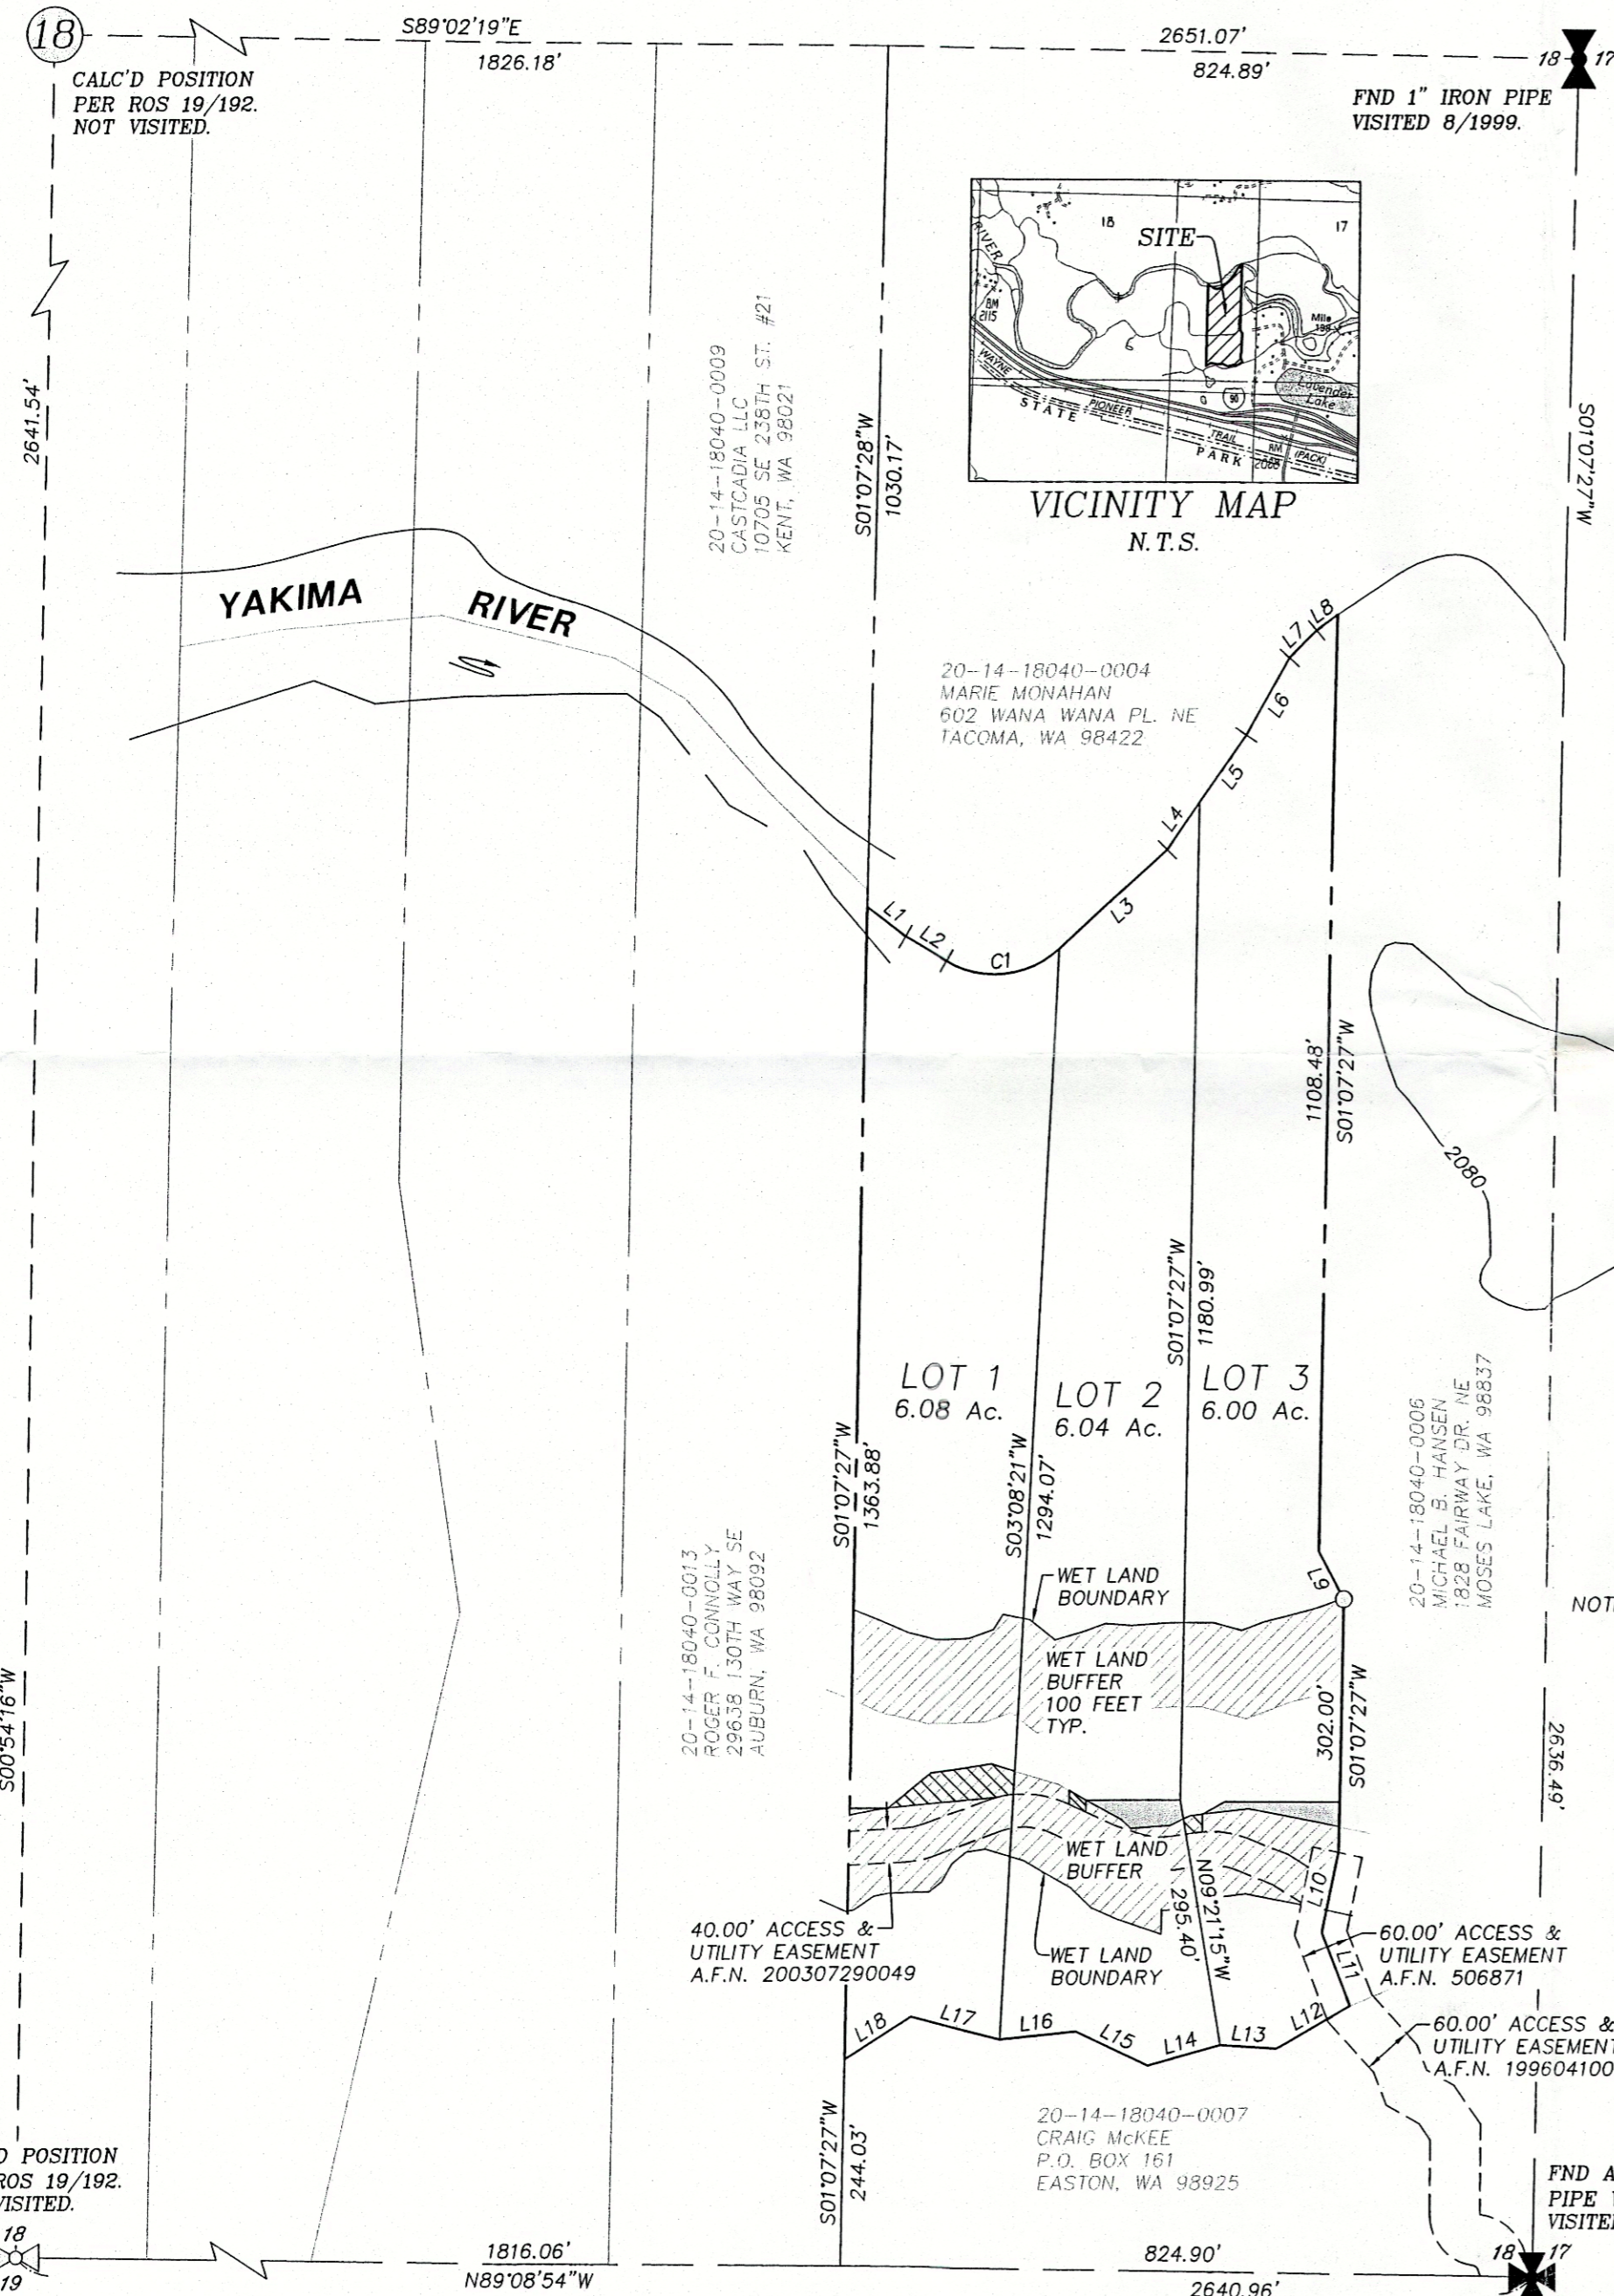 18
S89°02'19"E
1826.18'
2651.07'
824.89'
18
17
CALC'D POSITION
PER ROS 19/192.
NOT VISITED.
FND 1" IRON PIPE
VISITED 8/1999.
18
17
SITE
RIVER
BM
2115
Mile
WAYNE
PIONEER
TRAIL
(PACK)
STATE
PARK
90
BM
Lavender
Lake
VICINITY MAP
N.T.S.
2641.54'
20-14-18040-0009
CASTCADIA LLC
10705 SE 238TH ST. #21
KENT, WA 98021
S01°07'28"W
1030.17'
S01°07'27"W
YAKIMA
RIVER
20-14-18040-0004
MARIE MONAHAN
602 WANA WANA PL. NE
TACOMA, WA 98422
L8
L7
L6
L5
L4
L3
L1
L2
C1
1108.48'
S01°07'27"W
2080
S01°07'27"W
1180.99'
LOT 1
6.08 Ac.
LOT 2
6.04 Ac.
LOT 3
6.00 Ac.
S01°07'27"W
1363.88'
S03°08'21"W
1294.07'
20-14-18040-0006
MICHAEL B. HANSEN
1828 FAIRWAY DR. NE
MOSES LAKE, WA 98837
20-14-18040-0013
ROGER F. CONNOLLY
29638 130TH WAY SE
AUBURN, WA 98092
L9
WET LAND
BOUNDARY
WET LAND
BUFFER
100 FEET
TYP.
302.00'
S01°07'27"W
S00°54'16"W
2636.49'
WET LAND
BUFFER
L10
N09°21'15"W
295.40'
40.00' ACCESS &
UTILITY EASEMENT
A.F.N. 200307290049
WET LAND
BOUNDARY
60.00' ACCESS &
UTILITY EASEMENT
A.F.N. 506871
L11
L12
L13
L14
L15
L16
L17
L18
60.00' ACCESS &
UTILITY EASEMENT
A.F.N. 199604100
20-14-18040-0007
CRAIG McKEE
P.O. BOX 161
EASTON, WA 98925
S01°07'27"W
244.03'
POSITION
ROS 19/192.
VISITED.
FND
PIPE
18
19
1816.06'
N89°08'54"W
824.90'
2640.96'
18
17